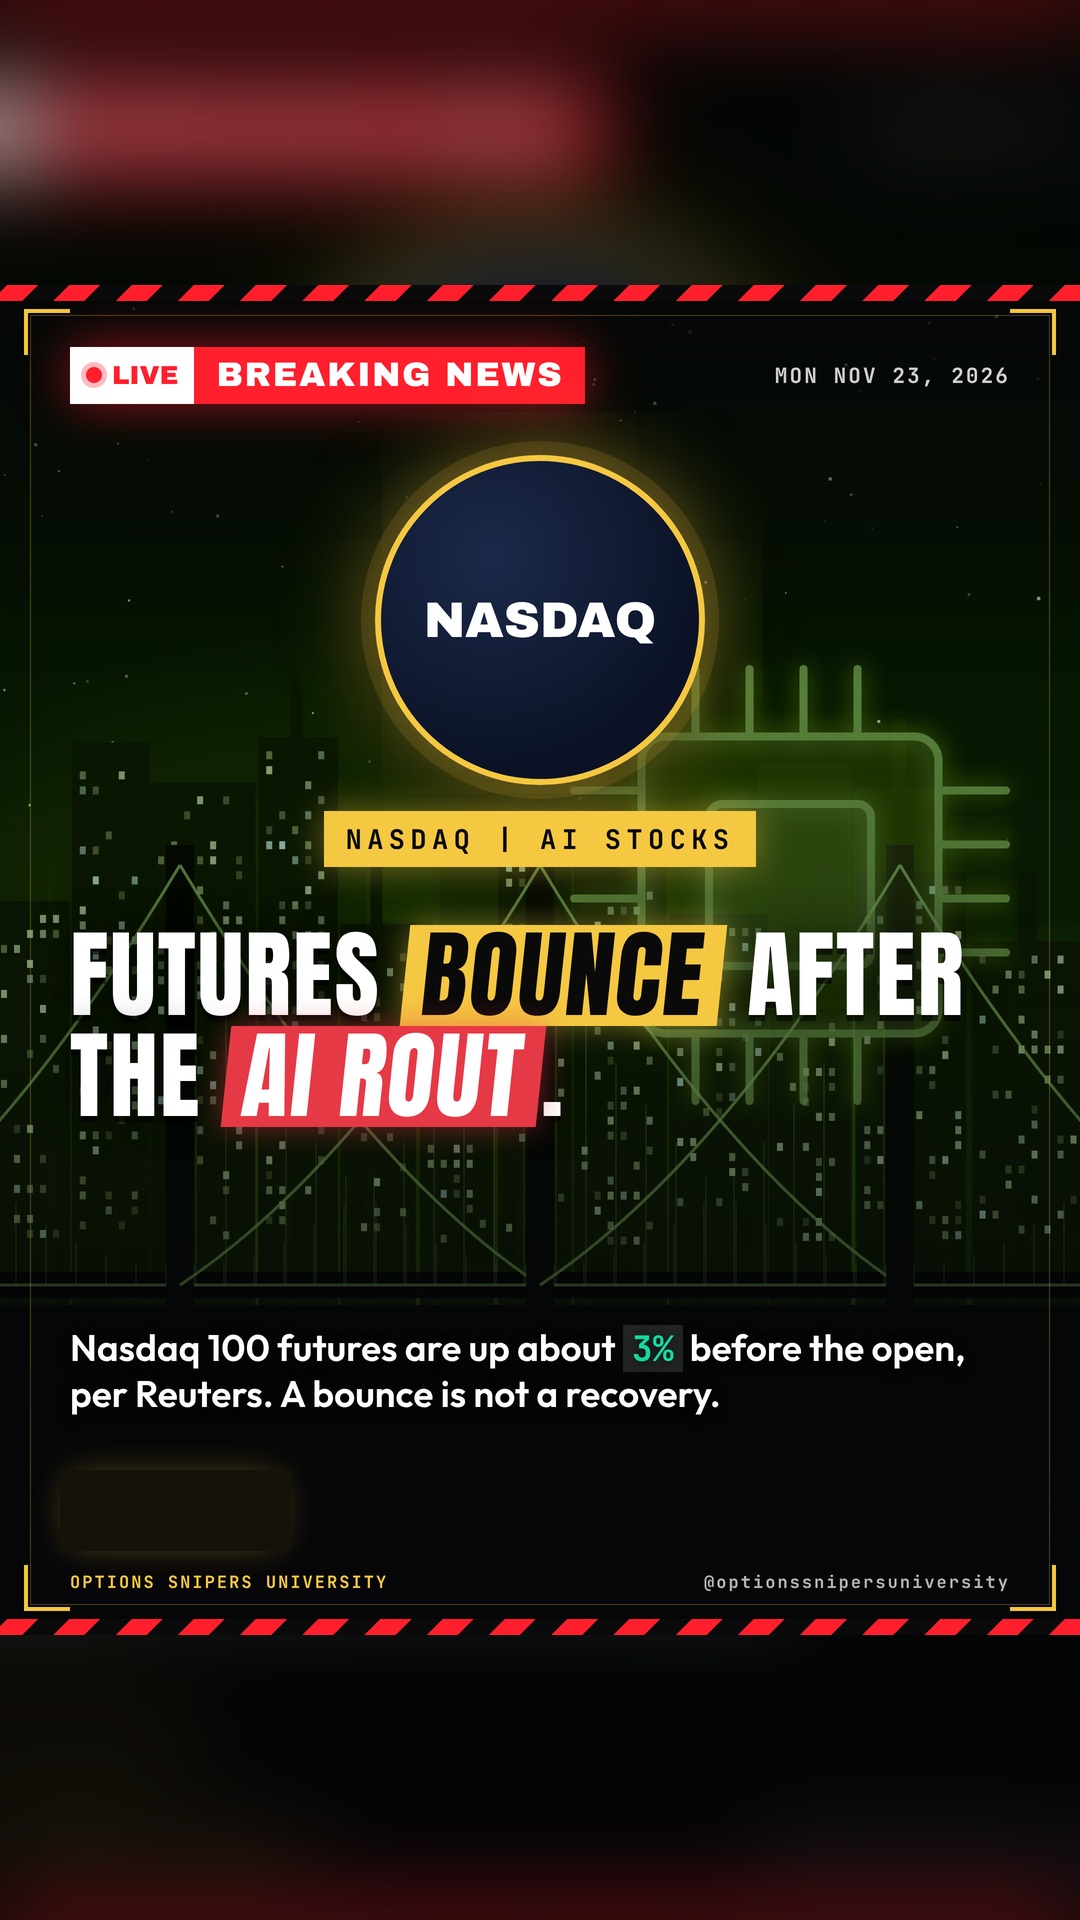 LIVE BREAKING NEWS
MON NOV 23, 2026
NASDAQ
NASDAQ | AI STOCKS
FUTURES BOUNCE AFTER
THE AI ROUT.
Nasdaq 100 futures are up about 3% before the open,
per Reuters. A bounce is not a recovery.
OPTIONS SNIPERS UNIVERSITY
@optionssnipersuniversity